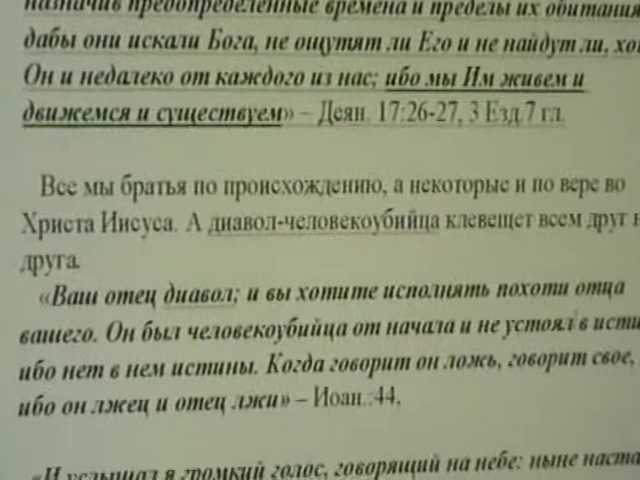 назначив предопределенные времена и пределы их обитания
дабы они искали Бога, не ощутят ли Его и не найдут ли, хо
Он и недалеко от каждого из нас; ибо мы Им живем и
движемся и существуем» – Деян. 17:26-27, 3 Езд.7 гл.
Все мы братья по происхождению, а некоторые и по вере во
Христа Иисуса. А диавол-человекоубийца клевещет всем друг н
друга.
«Ваш отец диавол; и вы хотите исполнять похоти отца
вашего. Он был человекоубийца от начала и не устоял в исти
ибо нет в нем истины. Когда говорит он ложь, говорит свое,
ибо он лжец и отец лжи» – Иоан.:44,
«И услышал я громкий голос, говорящий на небе: ныне наста